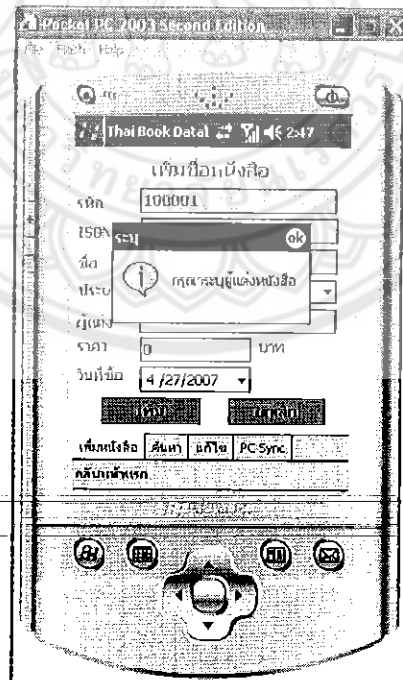 Pocket PC 2003 Second Edition
File Flash Help
Thai Book Data 2:47
เพิ่มชื่อหนังสือ
รหัส 100001
ระบุ ok
ชื่อ
กรุณาระบุผู้แต่งหนังสือ
ผู้แต่ง
ราคา 0 บาท
วันที่ซื้อ 4 /27/2007
เพิ่ม ยกเลิก
เพิ่มหนังสือ ค้นหา แก้ไข PC Sync
กลับหน้าแรก